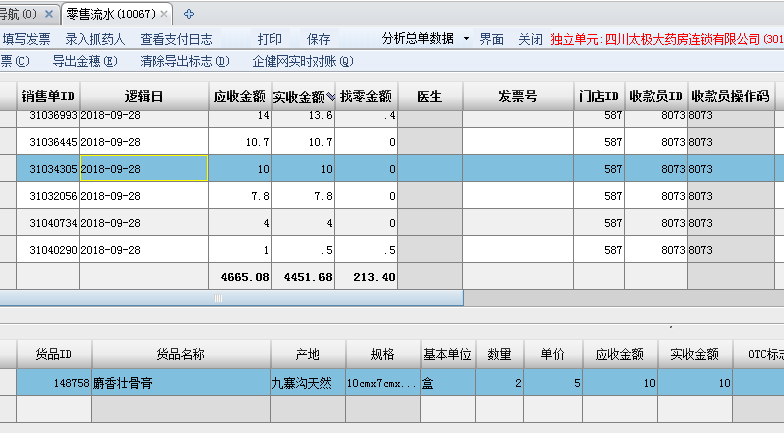 导航(0) × 零售流水(10067) ×
填写发票 录入抓药人 查看支付日志 打印 保存 分析总单数据 界面 关闭 独立单元:四川太极大药房连锁有限公司(301
票(C) 导出金穗(E) 清除导出标志(D) 企健网实时对账(Q)
销售单ID 逻辑日 应收金额 实收金额 找零金额 医生 发票号 门店ID 收款员ID 收款员操作码
31036993 2018-09-28 14 13.6 .4 587 8073 8073
31036445 2018-09-28 10.7 10.7 0 587 8073 8073
31034305 2018-09-28 10 10 0 587 8073 8073
31032056 2018-09-28 7.8 7.8 0 587 8073 8073
31040734 2018-09-28 4 4 0 587 8073 8073
31040290 2018-09-28 1 .5 .5 587 8073 8073
4665.08 4451.68 213.40
货品ID 货品名称 产地 规格 基本单位 数量 单价 应收金额 实收金额 OTC标志
148758 麝香壮骨膏 九寨沟天然 10cmx7cmx... 盒 2 5 10 10